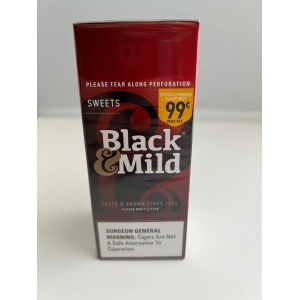 PLEASE TEAR ALONG PERFORATION
SWEETS
99¢
Black
& Mild
TASTE & AROMA SINCE 1856
SURGEON GENERAL
WARNING: Cigars Are Not
A Safe Alternative To
Cigarettes.